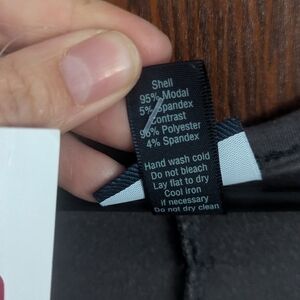 Shell
95% Modal
5% Spandex
Contrast
96% Polyester
4% Spandex
Hand wash cold
Do not bleach
Lay flat to dry
Cool iron
if necessary
Do not dry clean